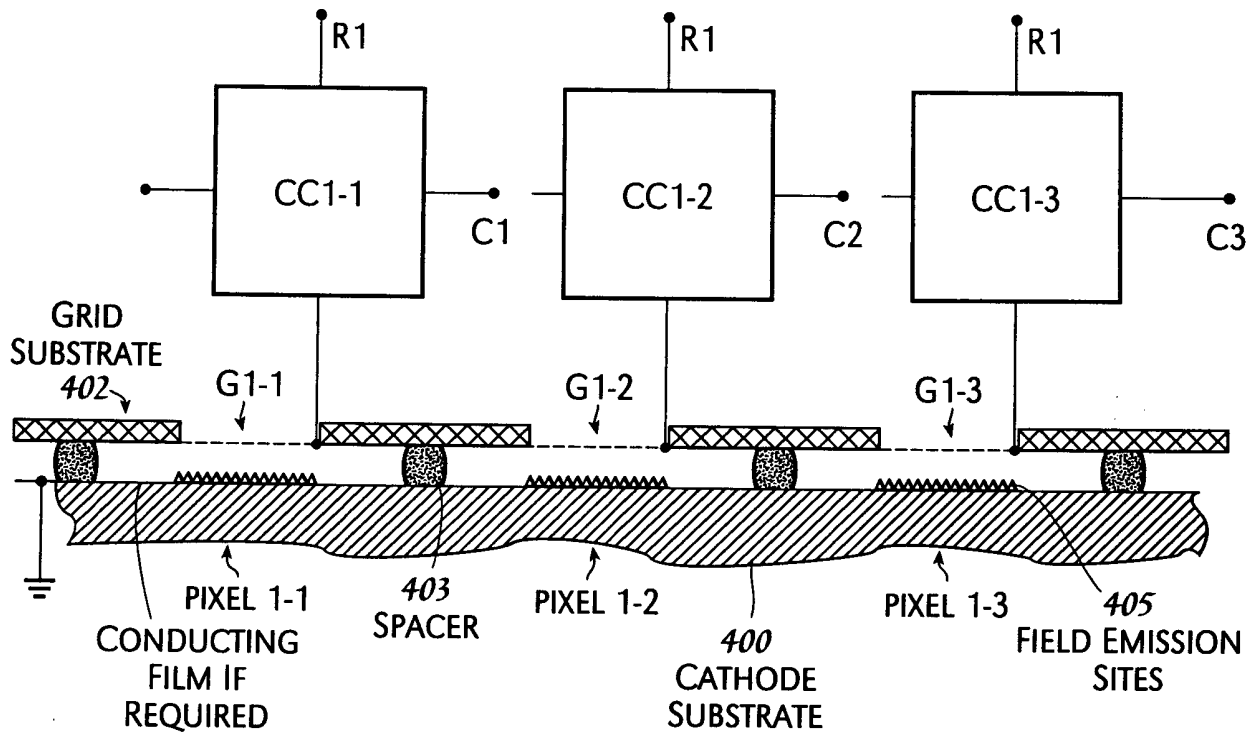 R1
R1
R1
CC1-1
CC1-2
CC1-3
C1
C2
C3
GRID
SUBSTRATE
402
G1-1
G1-2
G1-3
PIXEL 1-1
403
SPACER
PIXEL 1-2
400
CATHODE
SUBSTRATE
PIXEL 1-3
405
FIELD EMISSION
SITES
CONDUCTING
FILM IF
REQUIRED